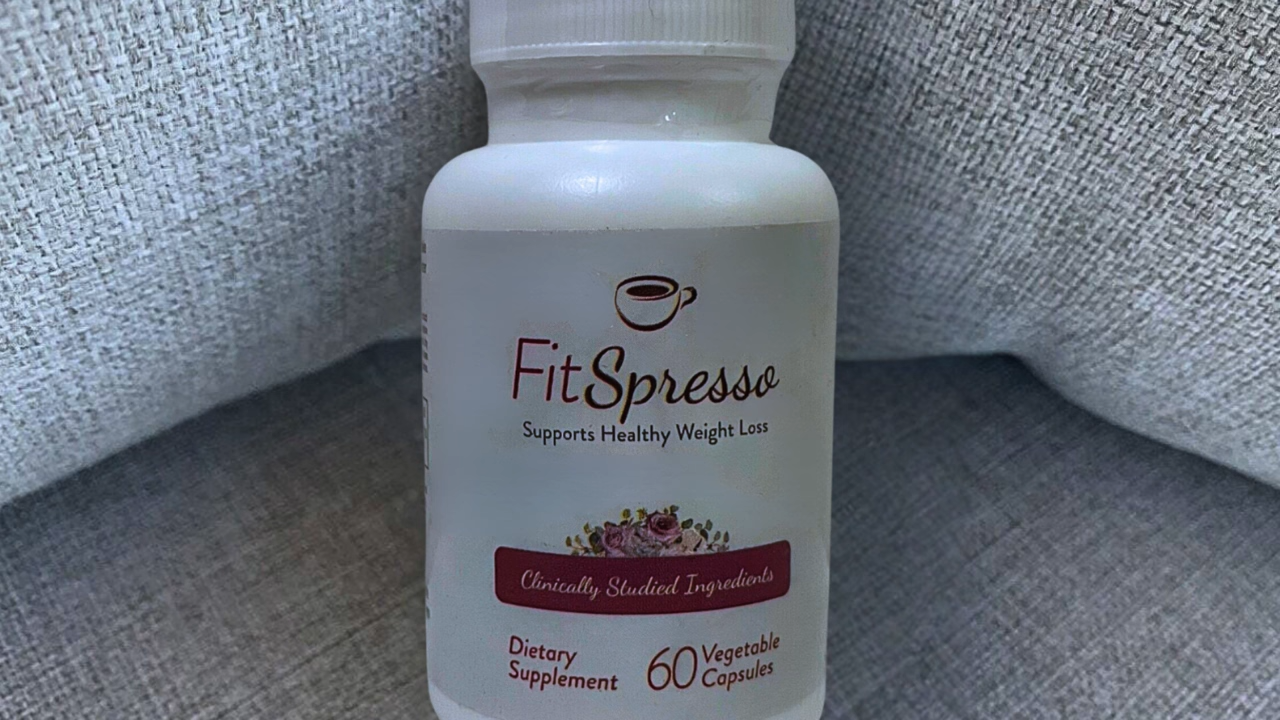 FitSpresso
Supports Healthy Weight Loss
Clinically Studied Ingredients
Dietary
Supplement
60 Vegetable
Capsules